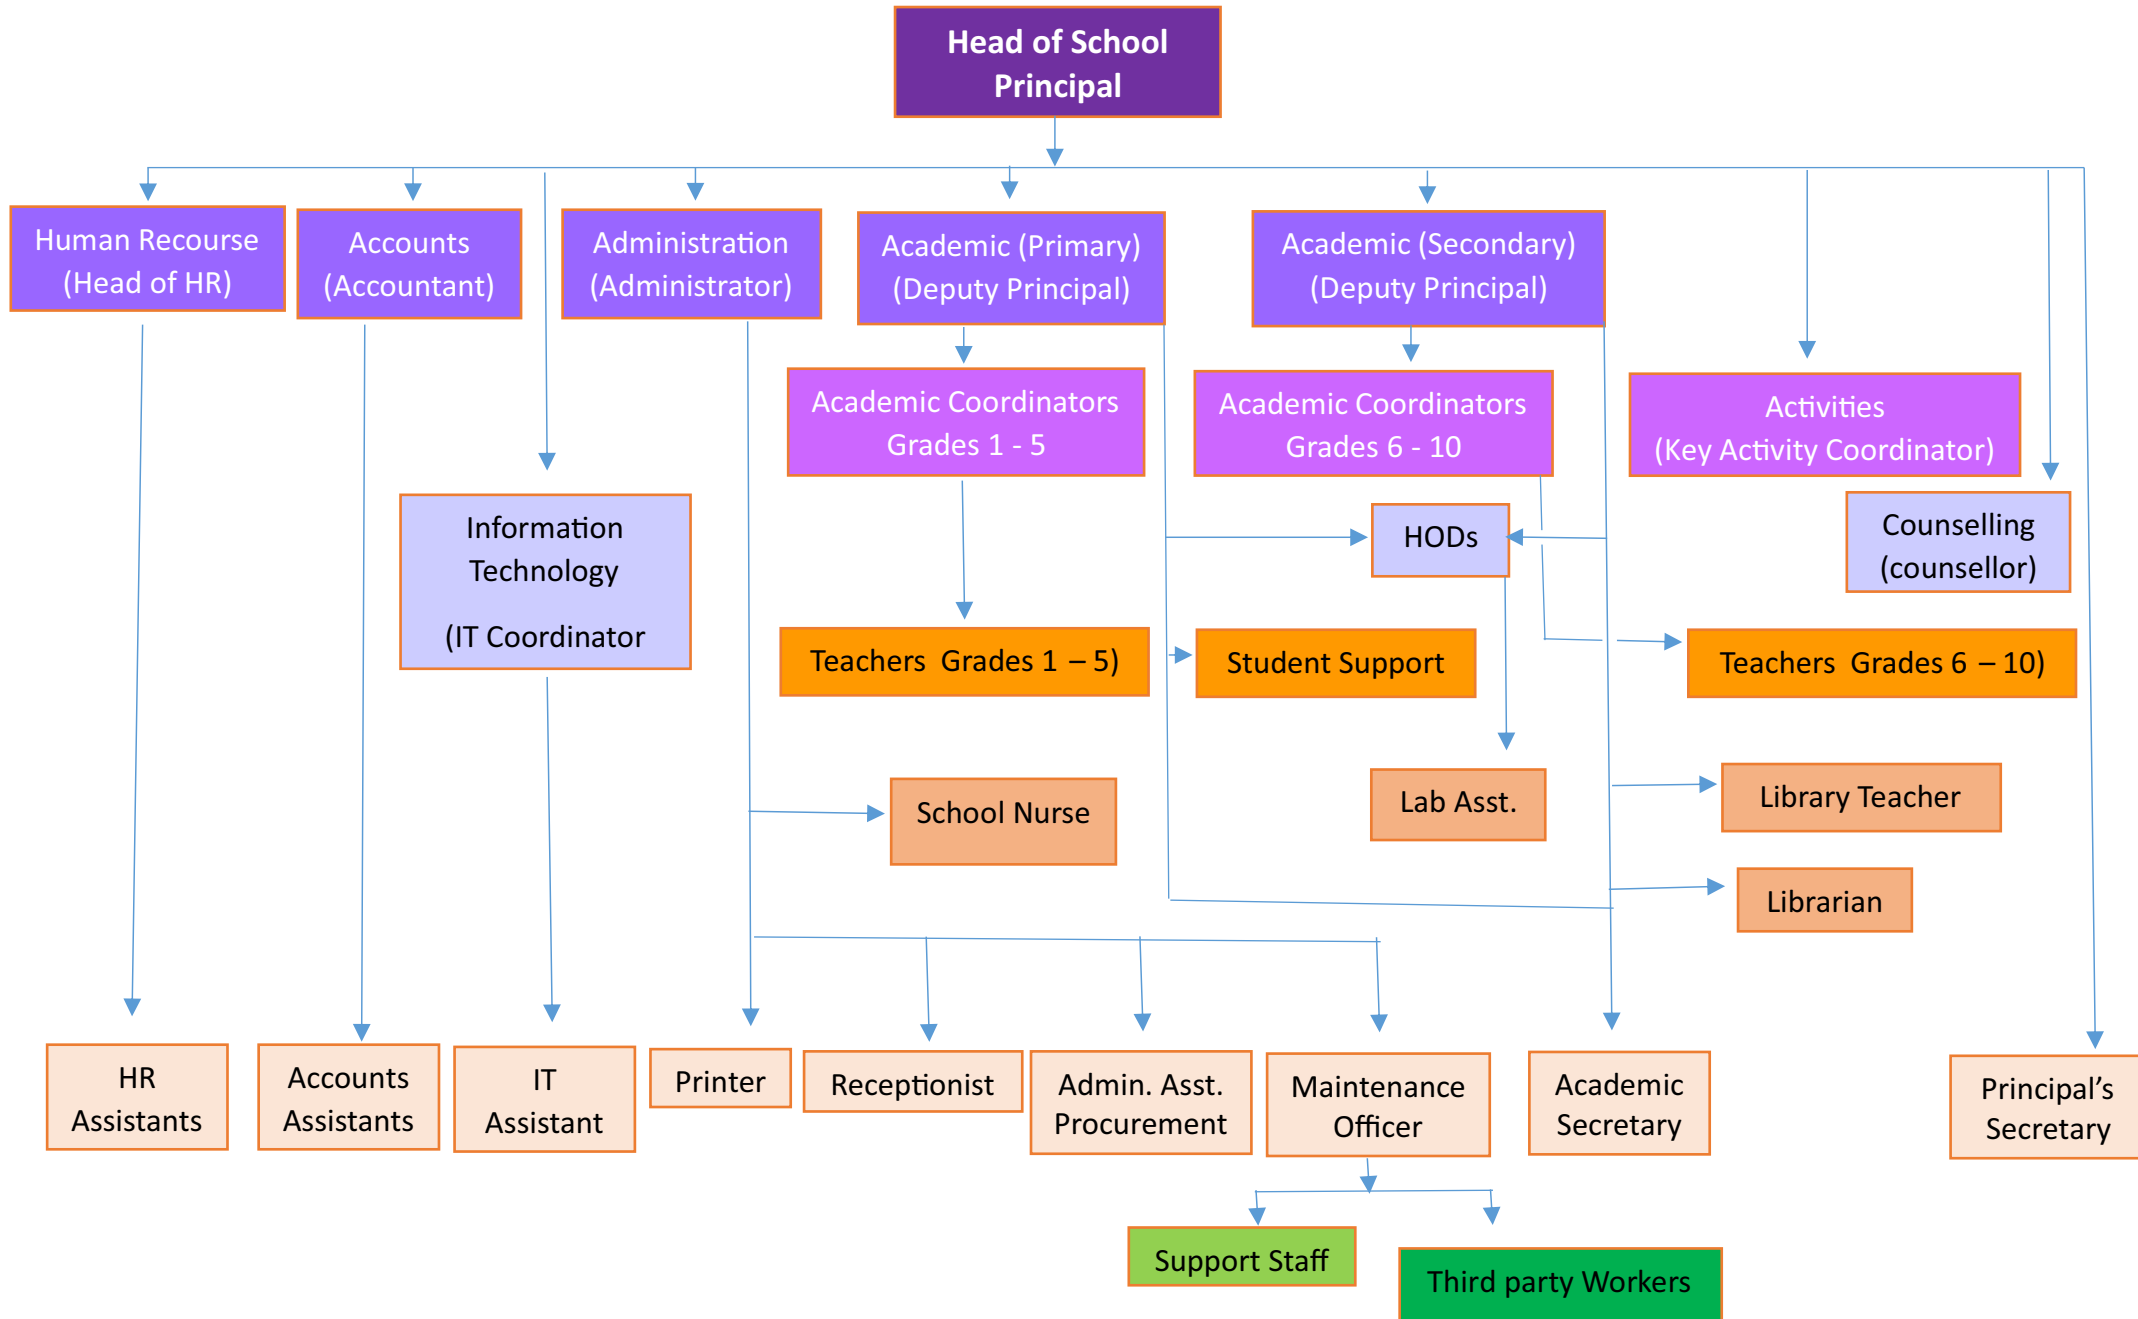 Head of School
Principal
Human Recourse
(Head of HR)
Accounts
(Accountant)
Administration
(Administrator)
Academic (Primary)
(Deputy Principal)
Academic (Secondary)
(Deputy Principal)
Academic Coordinators
Grades 1 - 5
Academic Coordinators
Grades 6 - 10
Activities
(Key Activity Coordinator)
Information
Technology
(IT Coordinator
HODs
Counselling
(counsellor)
Teachers  Grades 1 – 5)
Student Support
Teachers  Grades 6 – 10)
School Nurse
Lab Asst.
Library Teacher
Librarian
HR
Assistants
Accounts
Assistants
IT
Assistant
Printer
Receptionist
Admin. Asst.
Procurement
Maintenance
Officer
Academic
Secretary
Principal’s
Secretary
Support Staff
Third party Workers